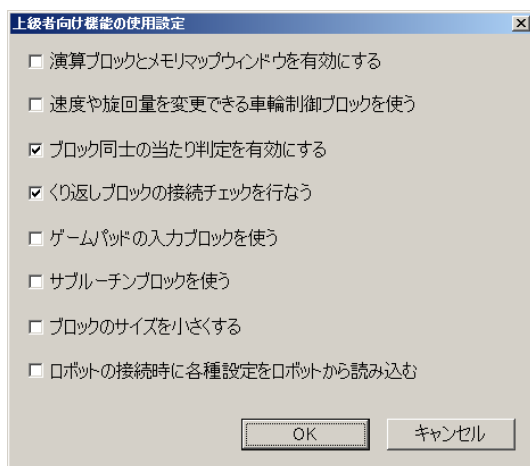 上級者向け機能の使用設定
演算ブロックとメモリマップウィンドウを有効にする
速度や旋回量を変更できる車輪制御ブロックを使う
ブロック同士の当たり判定を有効にする
くり返しブロックの接続チェックを行なう
ゲームパッドの入力ブロックを使う
サブルーチンブロックを使う
ブロックのサイズを小さくする
ロボットの接続時に各種設定をロボットから読み込む
OK キャンセル